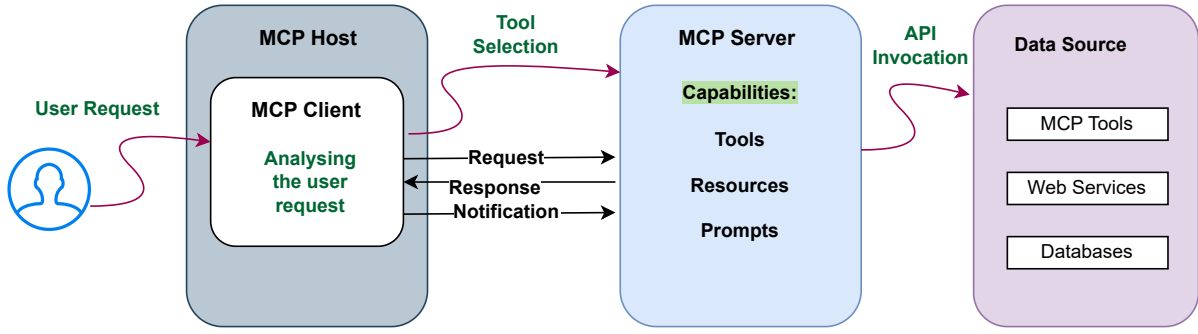 User Request
MCP Host
MCP Client
Analysing
the user
request
Tool
Selection
Request
Response
Notification
MCP Server
Capabilities:
Tools
Resources
Prompts
API
Invocation
Data Source
MCP Tools
Web Services
Databases